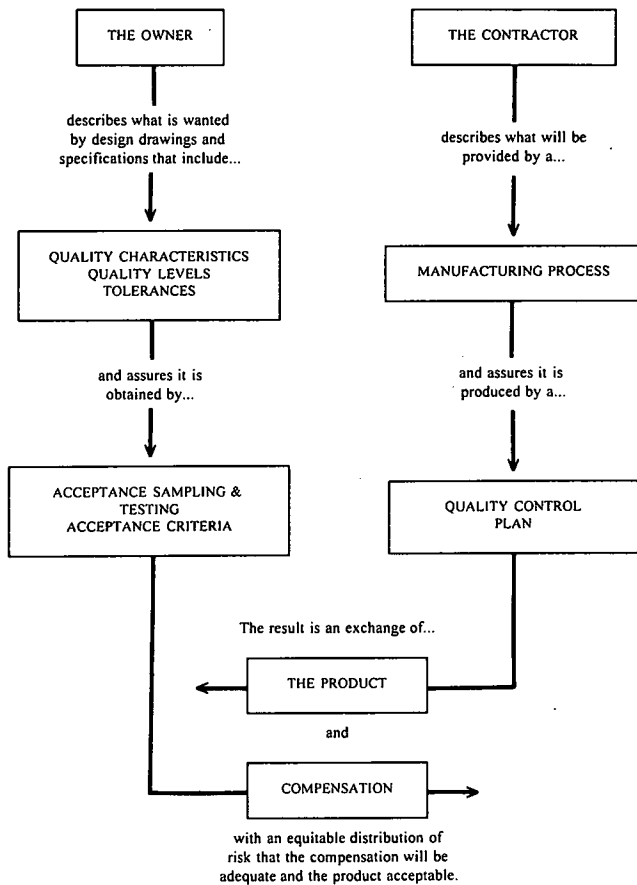 THE OWNER
describes what is wanted
by design drawings and
specifications that include...
QUALITY CHARACTERISTICS
QUALITY LEVELS
TOLERANCES
and assures it is
obtained by...
ACCEPTANCE SAMPLING &
TESTING
ACCEPTANCE CRITERIA
THE CONTRACTOR
describes what will be
provided by a...
MANUFACTURING PROCESS
and assures it is
produced by a...
QUALITY CONTROL
PLAN
The result is an exchange of...
THE PRODUCT
and
COMPENSATION
with an equitable distribution of
risk that the compensation will be
adequate and the product acceptable.